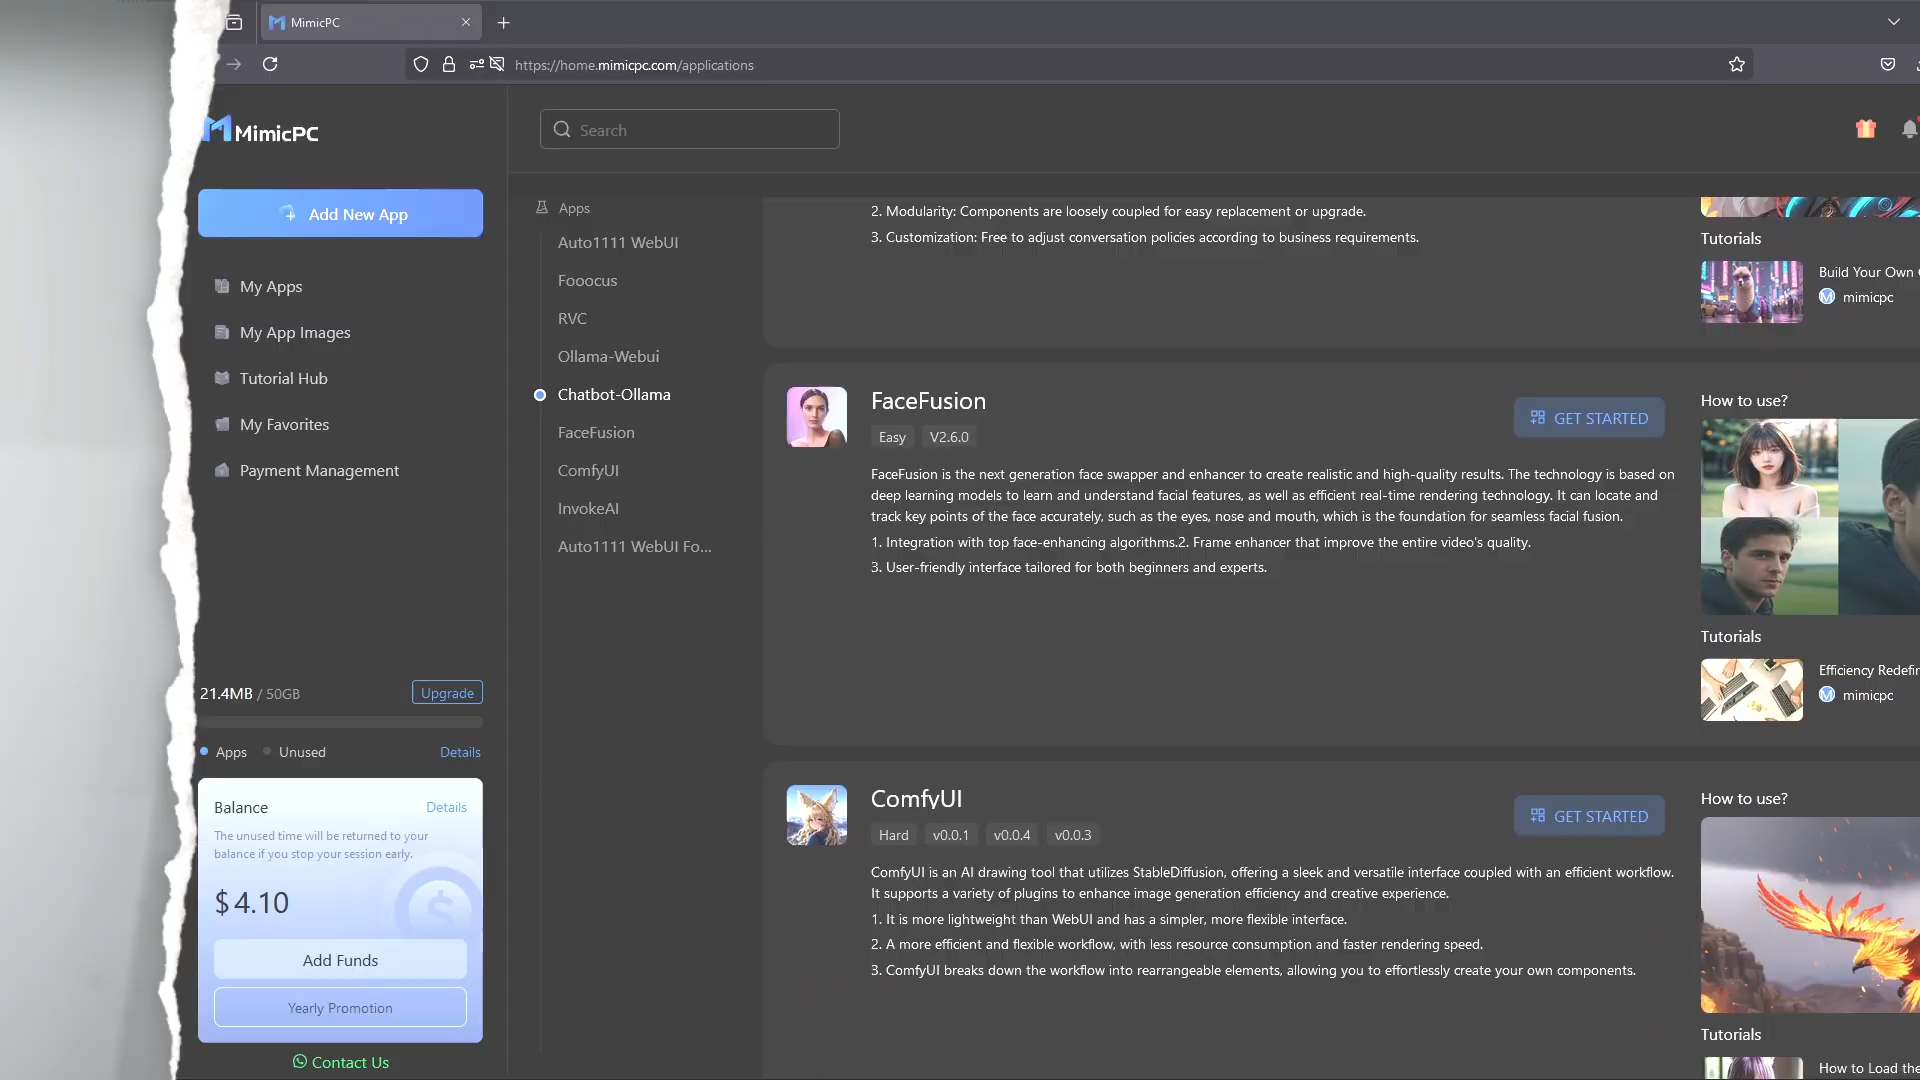 MimicPC
https://home.mimicpc.com/applications
MimicPC
Search
Add New App
My Apps
My App Images
Tutorial Hub
My Favorites
Payment Management
21.4MB / 50GB
Upgrade
Apps
Unused
Details
Balance
Details
The unused time will be returned to your
balance if you stop your session early.
$4.10
Add Funds
Yearly Promotion
Contact Us
Apps
Auto1111 WebUI
Fooocus
RVC
Ollama-Webui
Chatbot-Ollama
FaceFusion
ComfyUI
InvokeAI
Auto1111 WebUI Fo...
2. Modularity: Components are loosely coupled for easy replacement or upgrade.
3. Customization: Free to adjust conversation policies according to business requirements.
Tutorials
Build Your Own
mimicpc
FaceFusion
Easy
V2.6.0
GET STARTED
FaceFusion is the next generation face swapper and enhancer to create realistic and high-quality results. The technology is based on
deep learning models to learn and understand facial features, as well as efficient real-time rendering technology. It can locate and
track key points of the face accurately, such as the eyes, nose and mouth, which is the foundation for seamless facial fusion.
1. Integration with top face-enhancing algorithms.2. Frame enhancer that improve the entire video's quality.
3. User-friendly interface tailored for both beginners and experts.
How to use?
Tutorials
Efficiency Redefin
mimicpc
ComfyUI
Hard
v0.0.1
v0.0.4
v0.0.3
GET STARTED
ComfyUI is an AI drawing tool that utilizes StableDiffusion, offering a sleek and versatile interface coupled with an efficient workflow.
It supports a variety of plugins to enhance image generation efficiency and creative experience.
1. It is more lightweight than WebUI and has a simpler, more flexible interface.
2. A more efficient and flexible workflow, with less resource consumption and faster rendering speed.
3. ComfyUI breaks down the workflow into rearrangeable elements, allowing you to effortlessly create your own components.
How to use?
Tutorials
How to Load the